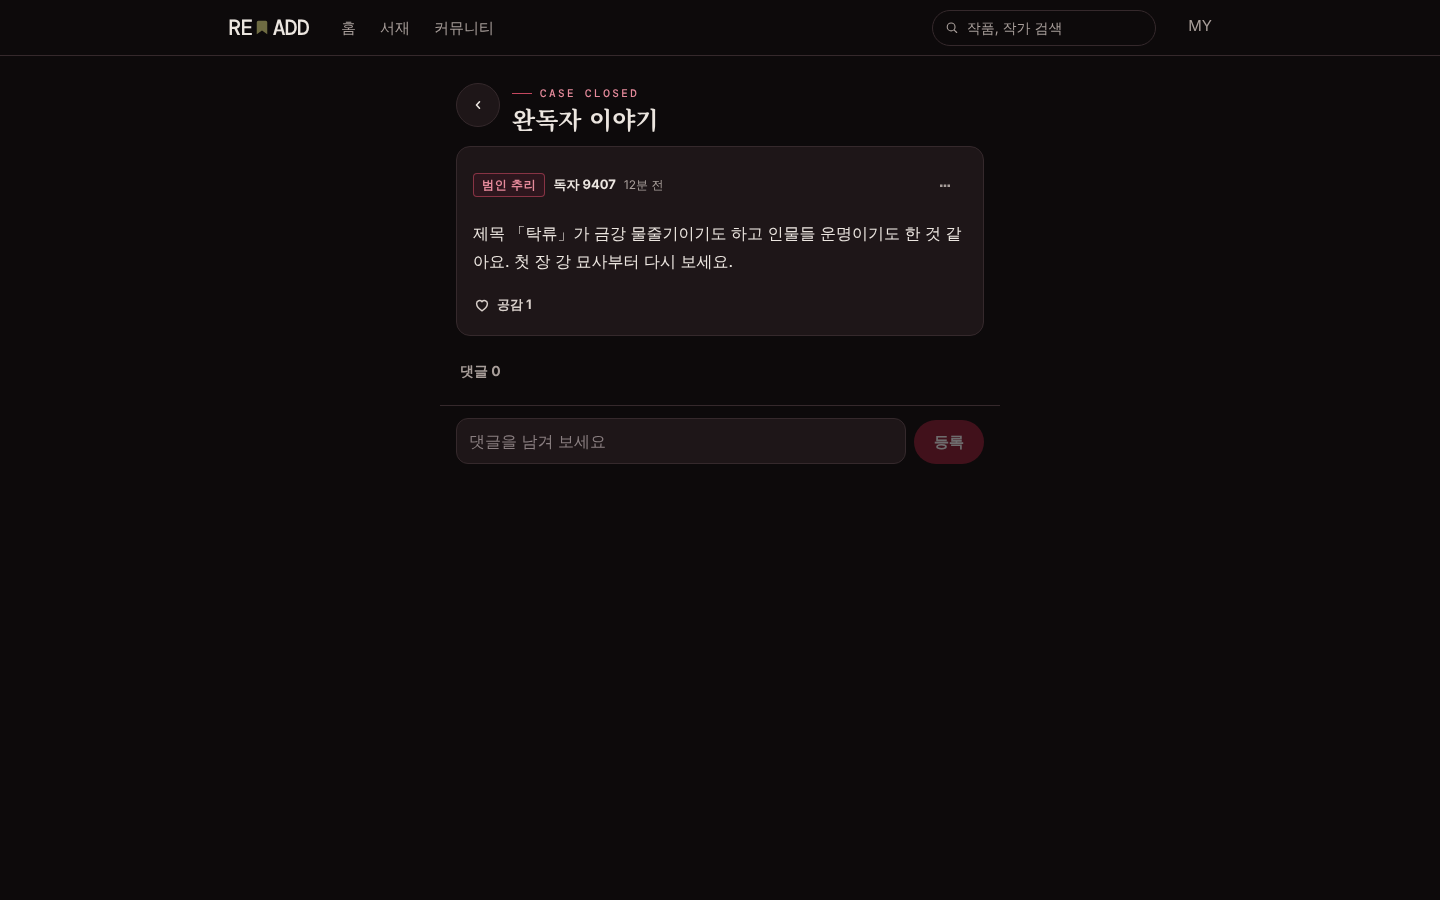 RE ADD 홈 서재 커뮤니티 작품, 작가 검색 MY
CASE CLOSED
완독자 이야기
범인 추리 독자 9407 12분 전 ...
제목 「탁류」가 금강 물줄기이기도 하고 인물들 운명이기도 한 것 같
아요. 첫 장 강 묘사부터 다시 보세요.
공감 1
댓글 0
댓글을 남겨 보세요 등록